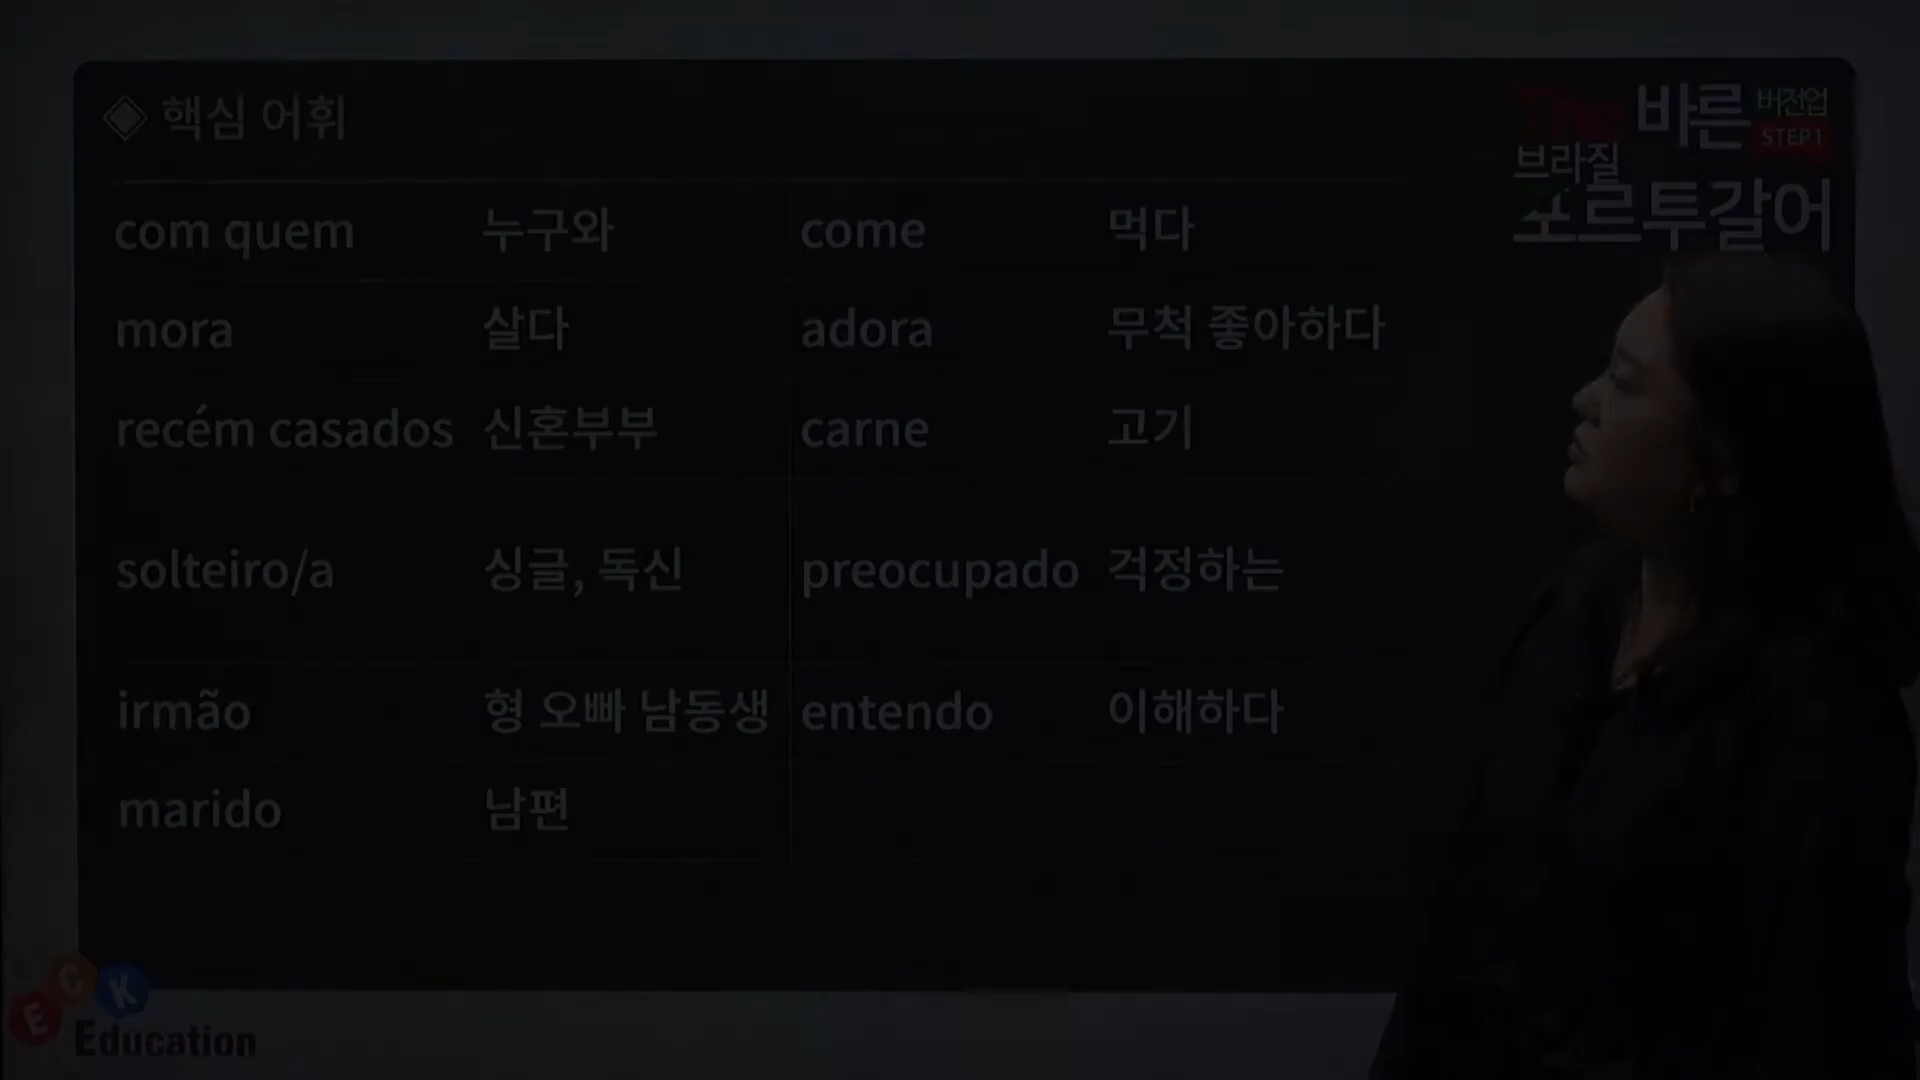 ◈ 핵심 어휘
The 바른 버전업
STEP1
브라질
포르투갈어
com quem 누구와 come 먹다
mora 살다 adora 무척 좋아하다
recém casados 신혼부부 carne 고기
solteiro/a 싱글, 독신 preocupado 걱정하는
irmão 형 오빠 남동생 entendo 이해하다
marido 남편
ECK
Education